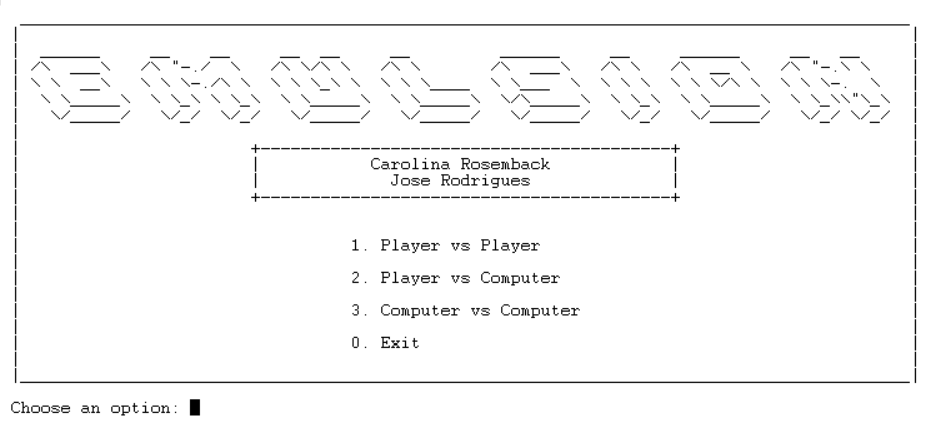 EMULSION
Carolina Rosemback
Jose Rodrigues
1. Player vs Player
2. Player vs Computer
3. Computer vs Computer
0. Exit
Choose an option: